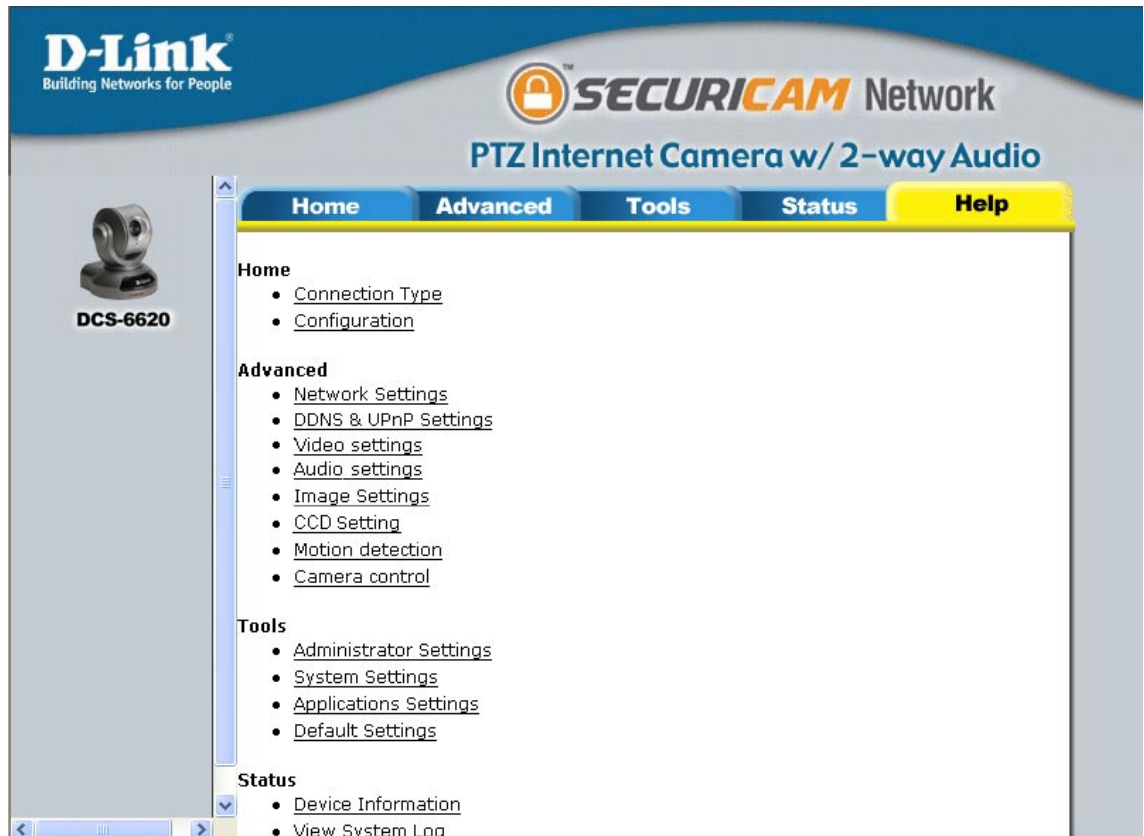 D-Link®
Building Networks for People
SECURICAM™ Network
PTZ Internet Camera w/ 2-way Audio
Home
Advanced
Tools
Status
Help
DCS-6620
Home
• Connection Type
• Configuration
Advanced
• Network Settings
• DDNS & UPnP Settings
• Video settings
• Audio settings
• Image Settings
• CCD Setting
• Motion detection
• Camera control
Tools
• Administrator Settings
• System Settings
• Applications Settings
• Default Settings
Status
• Device Information
• View System Log